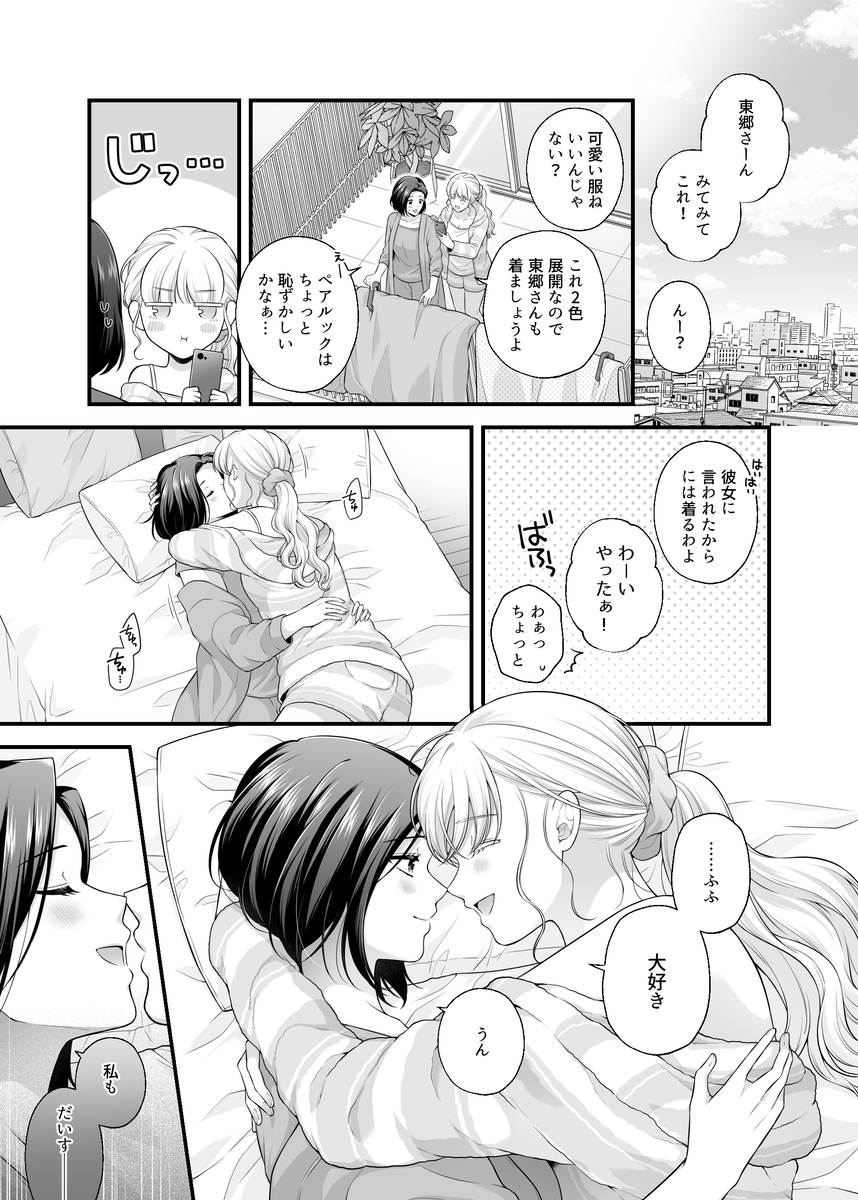 東郷さーん
みてみて
これ！
んー？
可愛い服ね
いいんじゃ
ない？
これ2色
展開なので
東郷さんも
着ましょうよ
えー
ペアルックは
ちょっと
恥ずかしい
かなぁ…
じっ…
はいはい
彼女に
言われたから
には着るわよ
わーい
やったぁ！
ばふっ
わぁっ
ちょっと
ちゅ
ちゅ…
……ふふ
大好き
うん
私も
だいす——